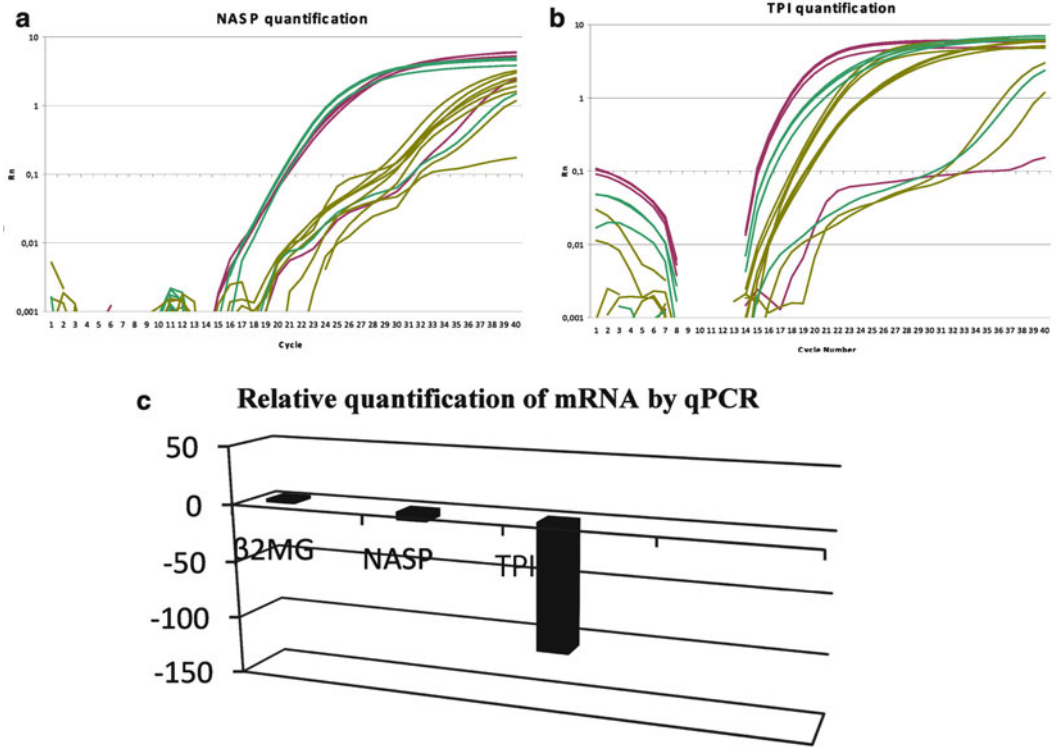 a
NASP quantification
10
1
0,1
0,01
0,001
Rn
1 2 3 4 5 6 7 8 9 10 11 12 13 14 15 16 17 18 19 20 21 22 23 24 25 26 27 28 29 30 31 32 33 34 35 36 37 38 39 40
Cycle
b
TPI quantification
10
1
0,1
0,01
0,001
Rn
1 2 3 4 5 6 7 8 9 10 11 12 13 14 15 16 17 18 19 20 21 22 23 24 25 26 27 28 29 30 31 32 33 34 35 36 37 38 39 40
Cycle Number
c
Relative quantification of mRNA by qPCR
50
0
-50
-100
-150
β2MG
NASP
TPI